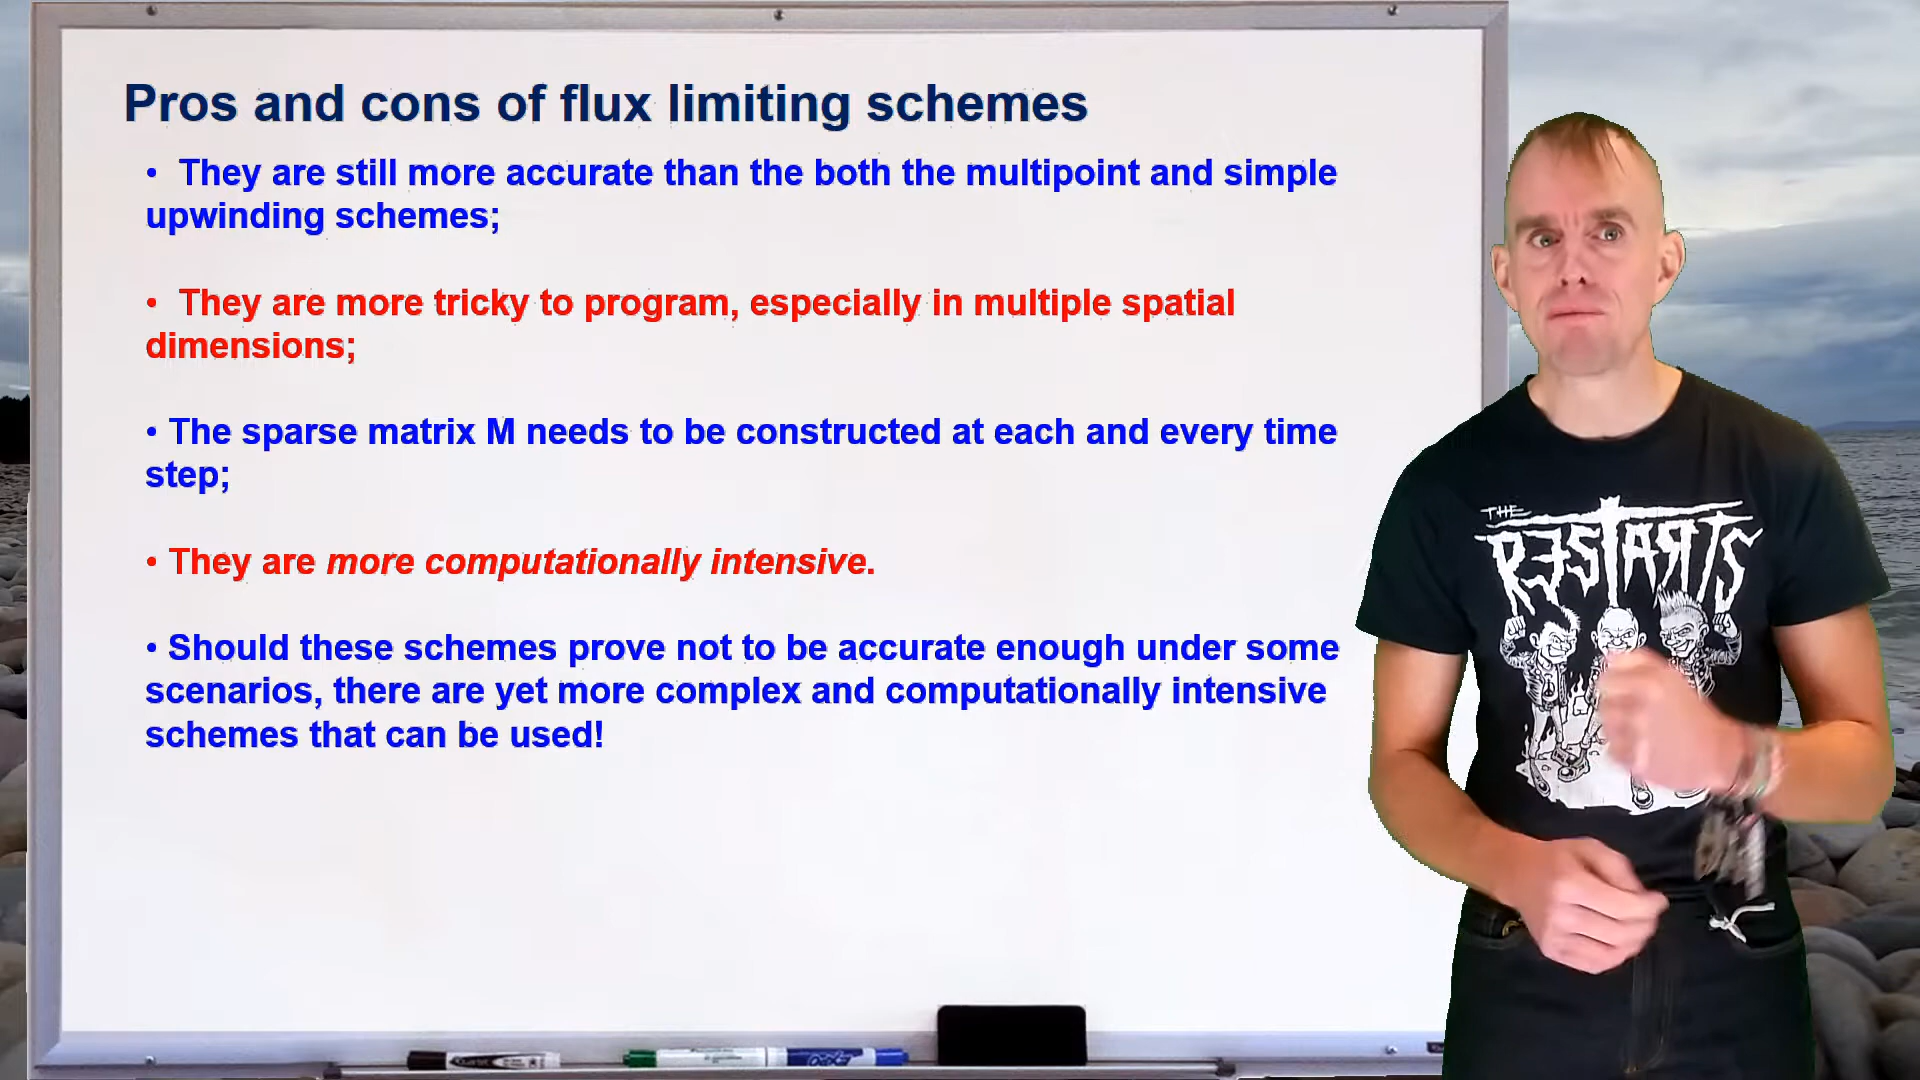 Pros and cons of flux limiting schemes
• They are still more accurate than the both the multipoint and simple
upwinding schemes;
• They are more tricky to program, especially in multiple spatial
dimensions;
• The sparse matrix M needs to be constructed at each and every time
step;
• They are more computationally intensive.
• Should these schemes prove not to be accurate enough under some
scenarios, there are yet more complex and computationally intensive
schemes that can be used!
THE
RESTARTS